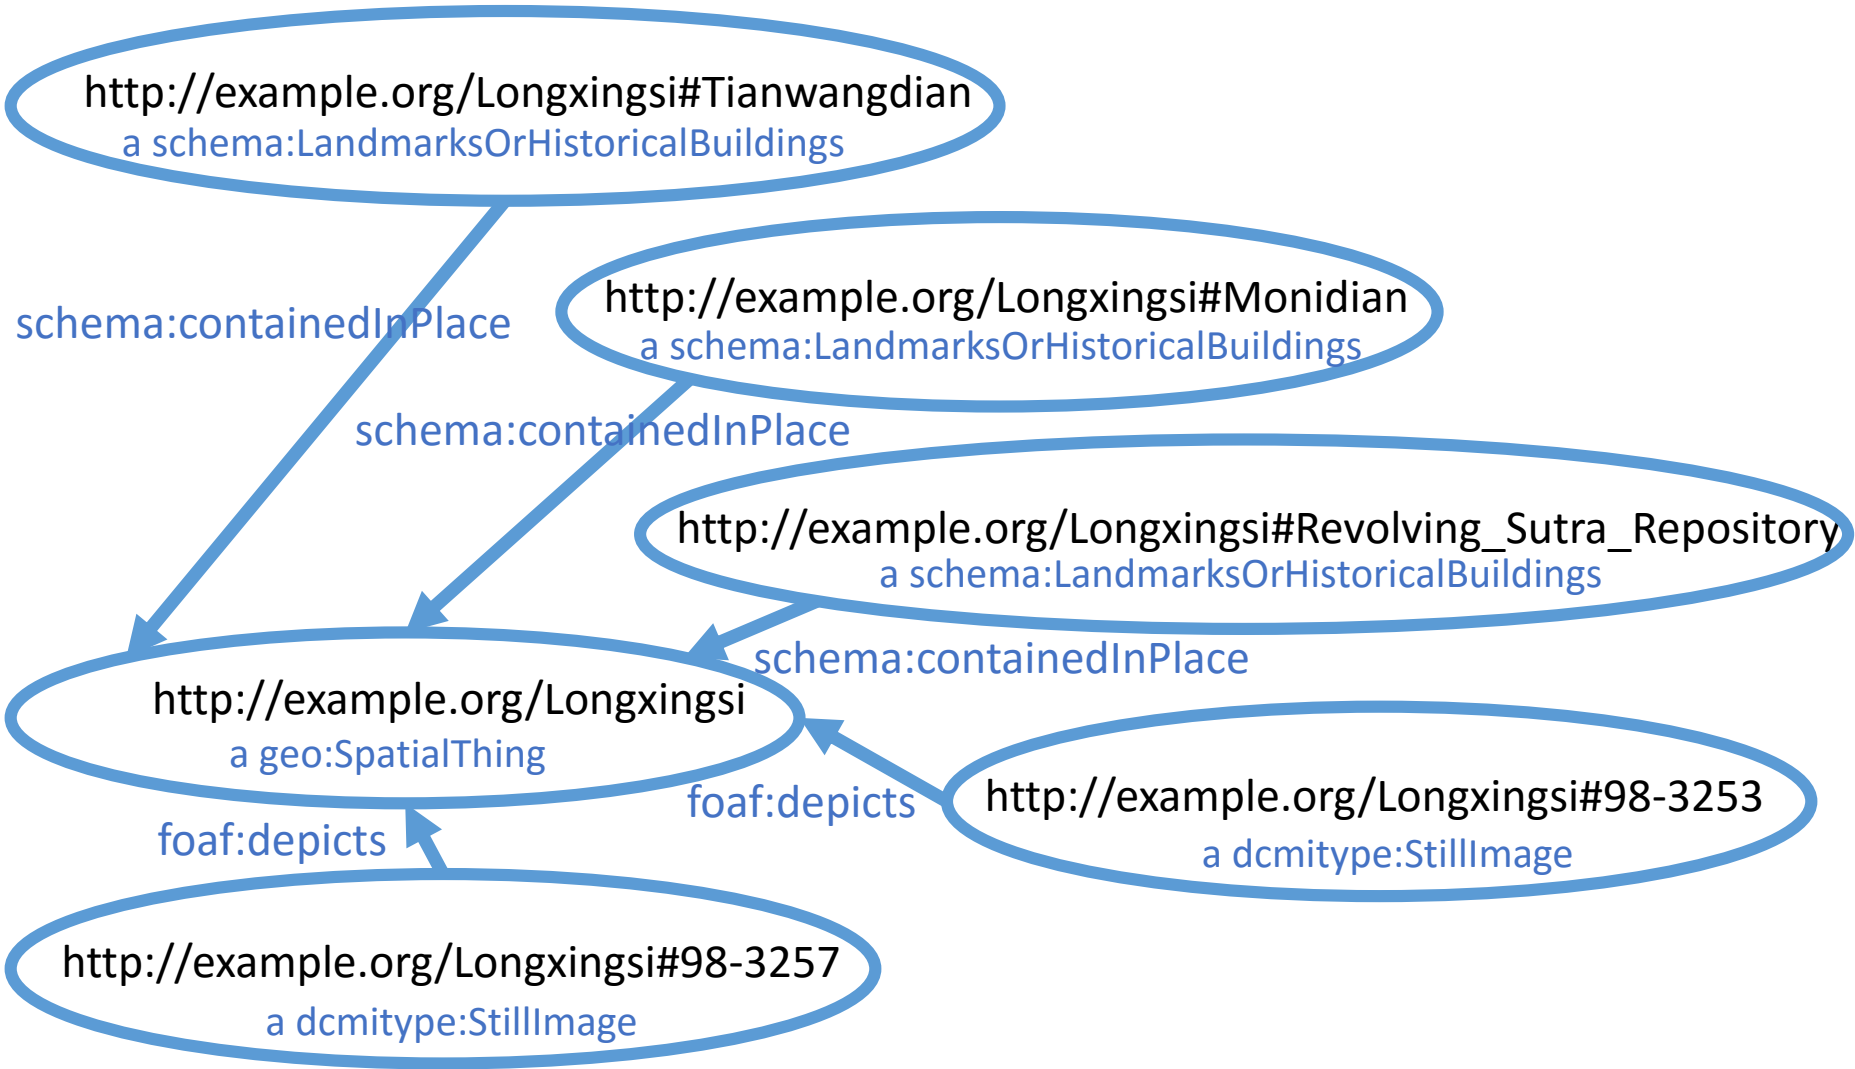 http://example.org/Longxingsi#Tianwangdian
a schema:LandmarksOrHistoricalBuildings
schema:containedInPlace
http://example.org/Longxingsi#Monidian
a schema:LandmarksOrHistoricalBuildings
schema:containedInPlace
http://example.org/Longxingsi#Revolving_Sutra_Repository
a schema:LandmarksOrHistoricalBuildings
schema:containedInPlace
http://example.org/Longxingsi
a geo:SpatialThing
foaf:depicts
http://example.org/Longxingsi#98-3253
a dcmitype:StillImage
foaf:depicts
http://example.org/Longxingsi#98-3257
a dcmitype:StillImage